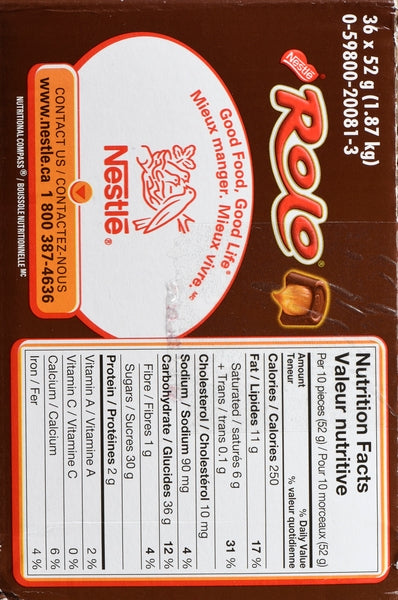 36 x 52 g (1.87 kg)
0-59800-20081-3
Nestlé
ROLO®
Good Food, Good Life®
Mieux manger. Mieux vivre.MC
Nestlé®
CONTACT US / CONTACTEZ-NOUS
www.nestle.ca 1 800 387-4636
NUTRITIONAL COMPASS® / BOUSSOLE NUTRITIONNELLE MC
Nutrition Facts
Valeur nutritive
Per 10 pieces (52 g) / Pour 10 morceaux (52 g)
Amount % Daily Value
Teneur % valeur quotidienne
Calories / Calories 250
Fat / Lipides 11 g 17 %
Saturated / saturés 6 g
+ Trans / trans 0.1 g 31 %
Cholesterol / Cholestérol 10 mg
Sodium / Sodium 90 mg 4 %
Carbohydrate / Glucides 36 g 12 %
Fibre / Fibres 1 g 4 %
Sugars / Sucres 30 g
Protein / Protéines 2 g
Vitamin A / Vitamine A 2 %
Vitamin C / Vitamine C 0 %
Calcium / Calcium 6 %
Iron / Fer 4 %